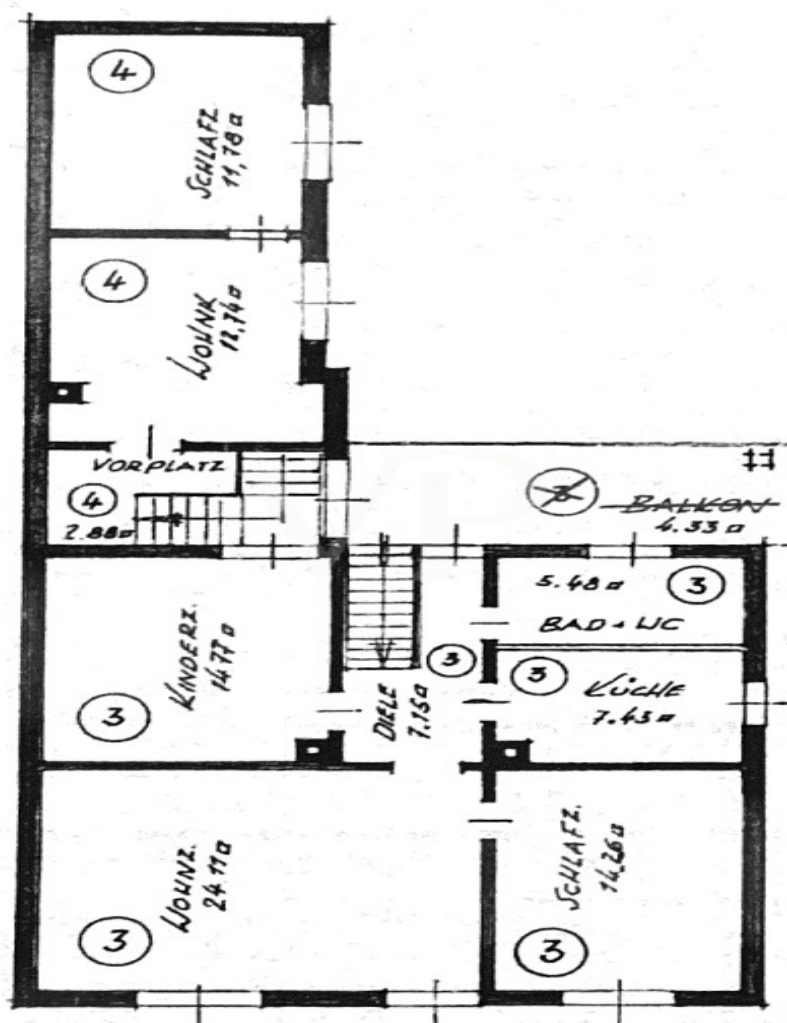 4
SCHLAFZ.
11,78 ¤
4
WOHNK
12,74 ¤
VORPLATZ
4
2.88 ¤
3
BALKON
4.33 ¤
5.48 ¤
3
BAD + WC
KINDERZ.
14.77 ¤
3
3
DIELE
7.15 ¤
3
KÜCHE
7.43 ¤
WOHNZ.
24.11 ¤
3
SCHLAFZ.
14,26 ¤
3
VP